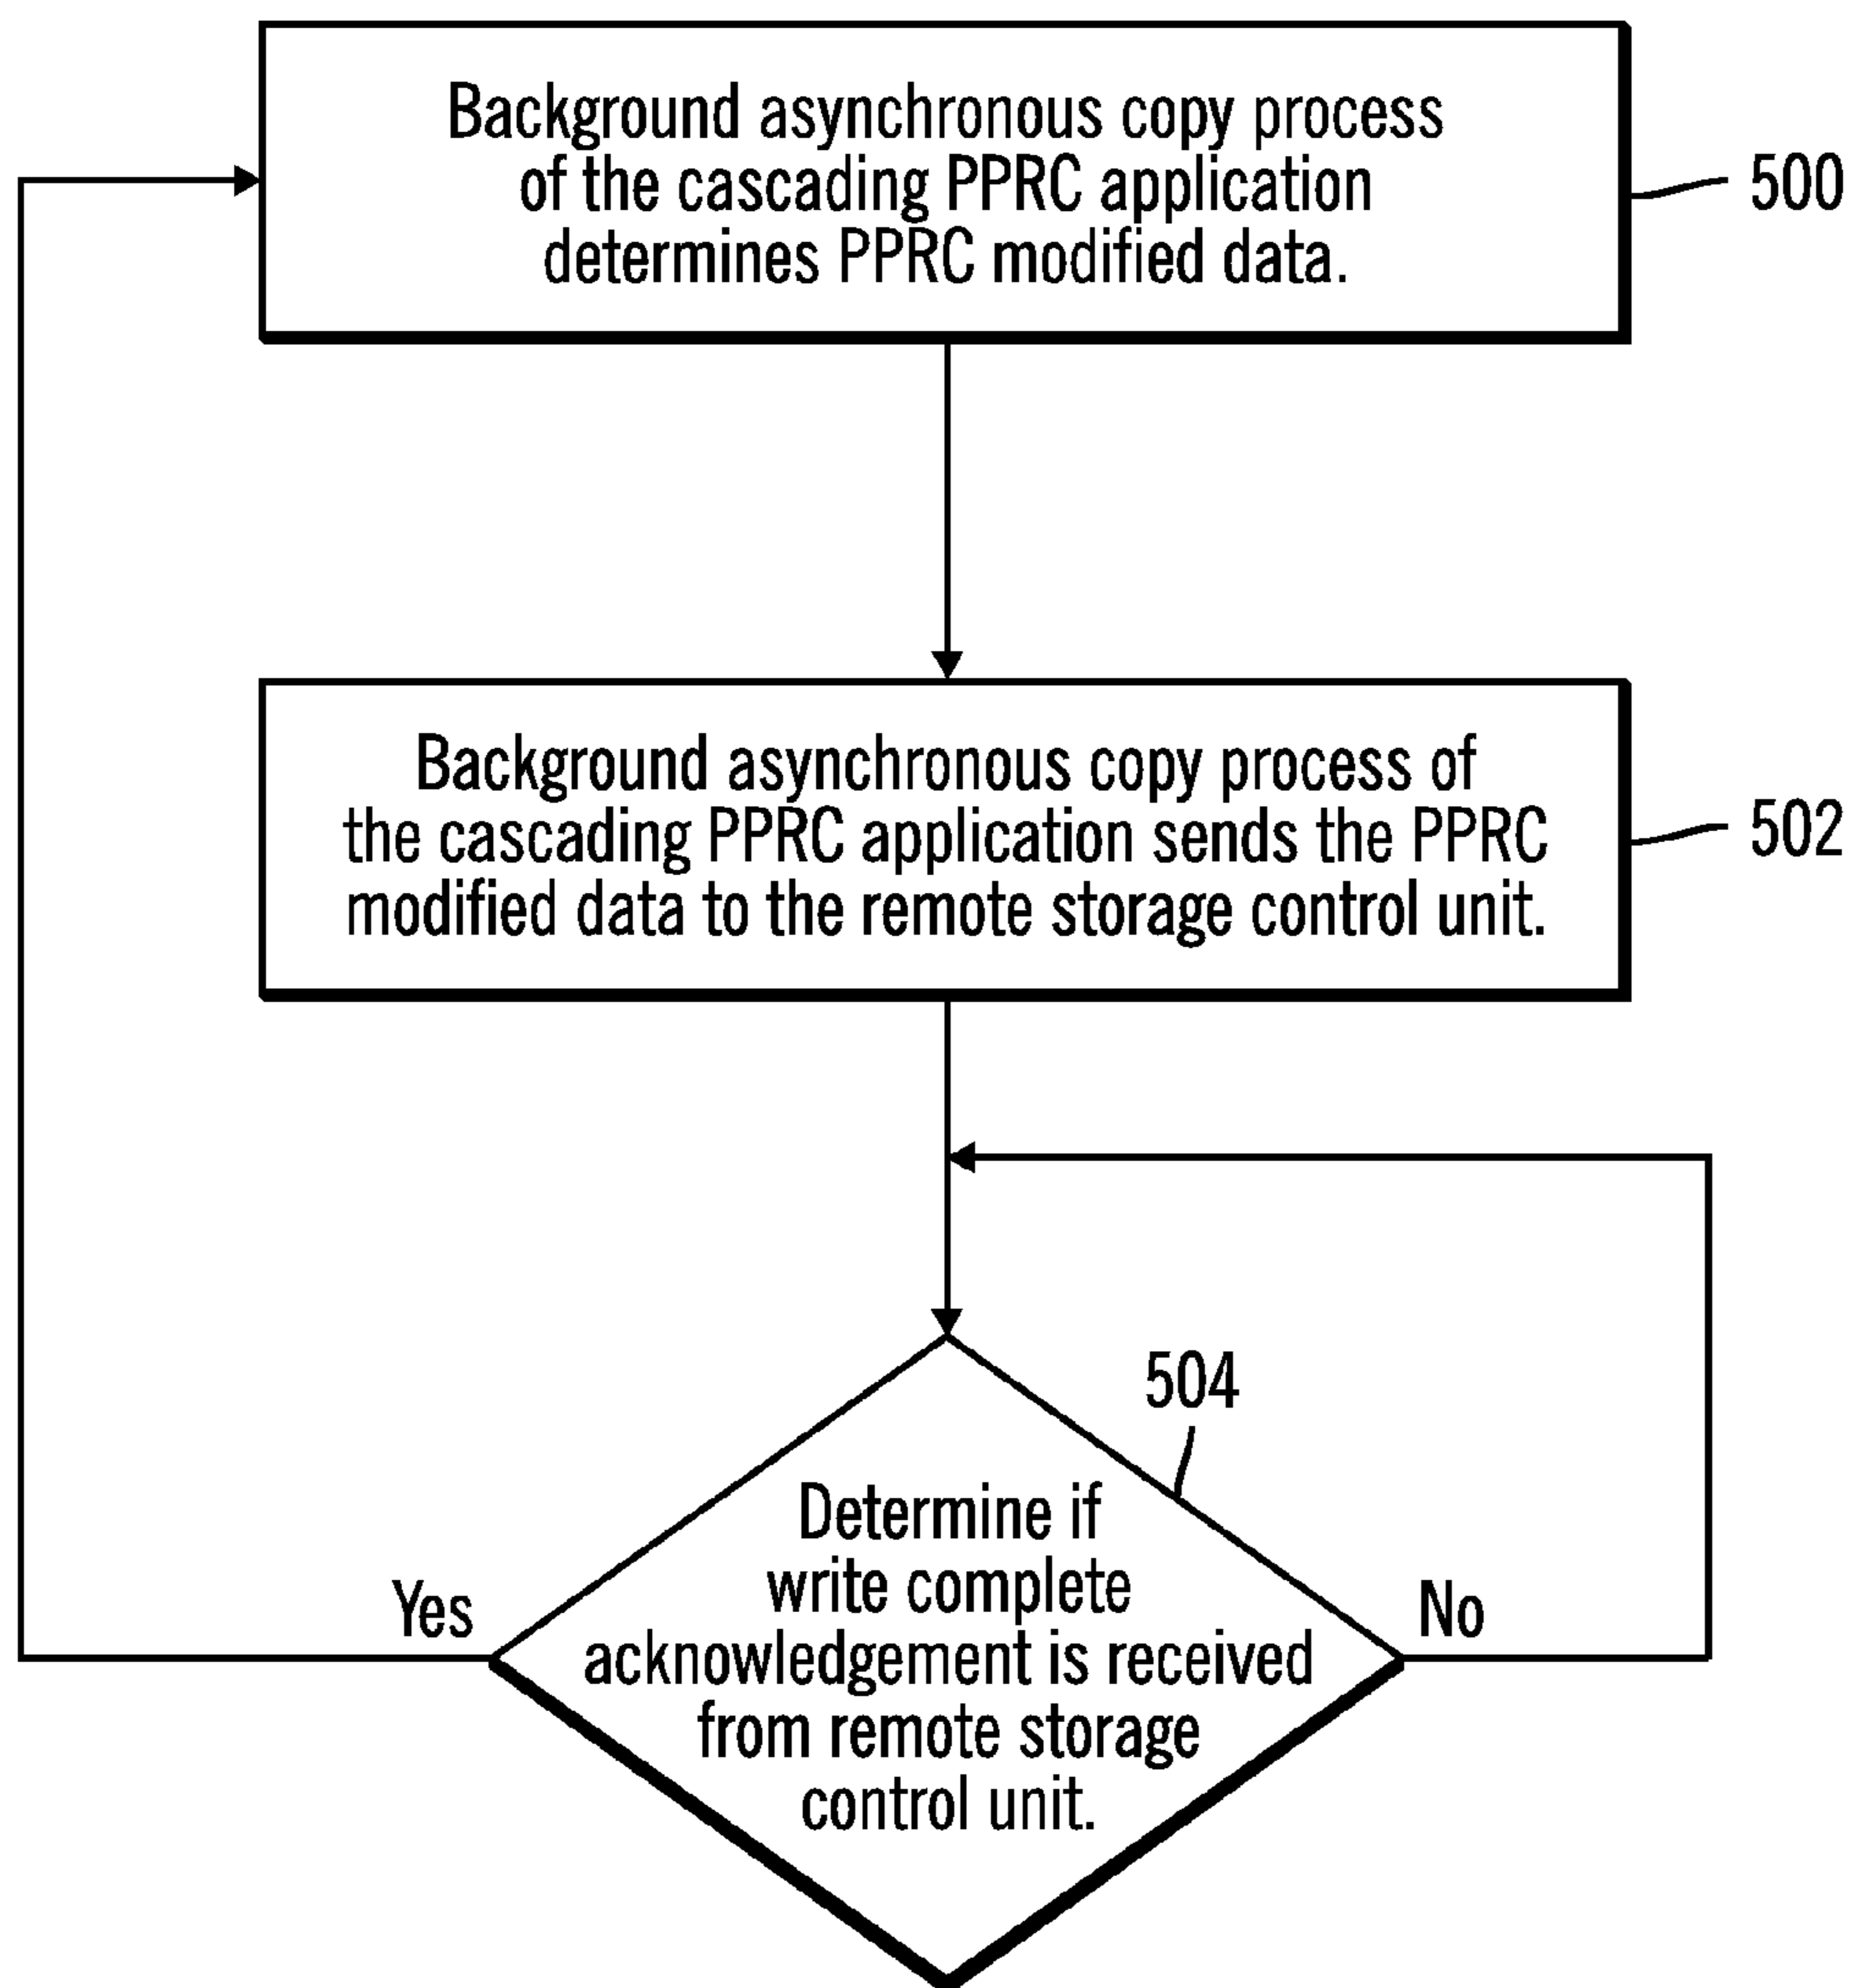 Background asynchronous copy process
of the cascading PPRC application
determines PPRC modified data.
500
Background asynchronous copy process of
the cascading PPRC application sends the PPRC
modified data to the remote storage control unit.
502
504
Determine if
write complete
acknowledgement is received
from remote storage
control unit.
Yes
No